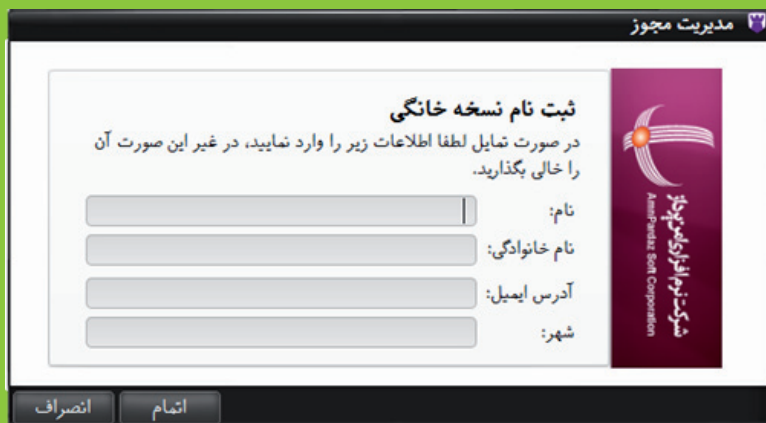 مدیریت مجوز
ثبت نام نسخه خانگی
در صورت تمایل لطفا اطلاعات زیر را وارد نمایید، در غیر این صورت آن
را خالی بگذارید.
نام:
نام خانوادگی:
آدرس ایمیل:
شهر:
شرکت نرم افزاری امن پرداز
AmnPardaz Soft Corporation
اتمام
انصراف